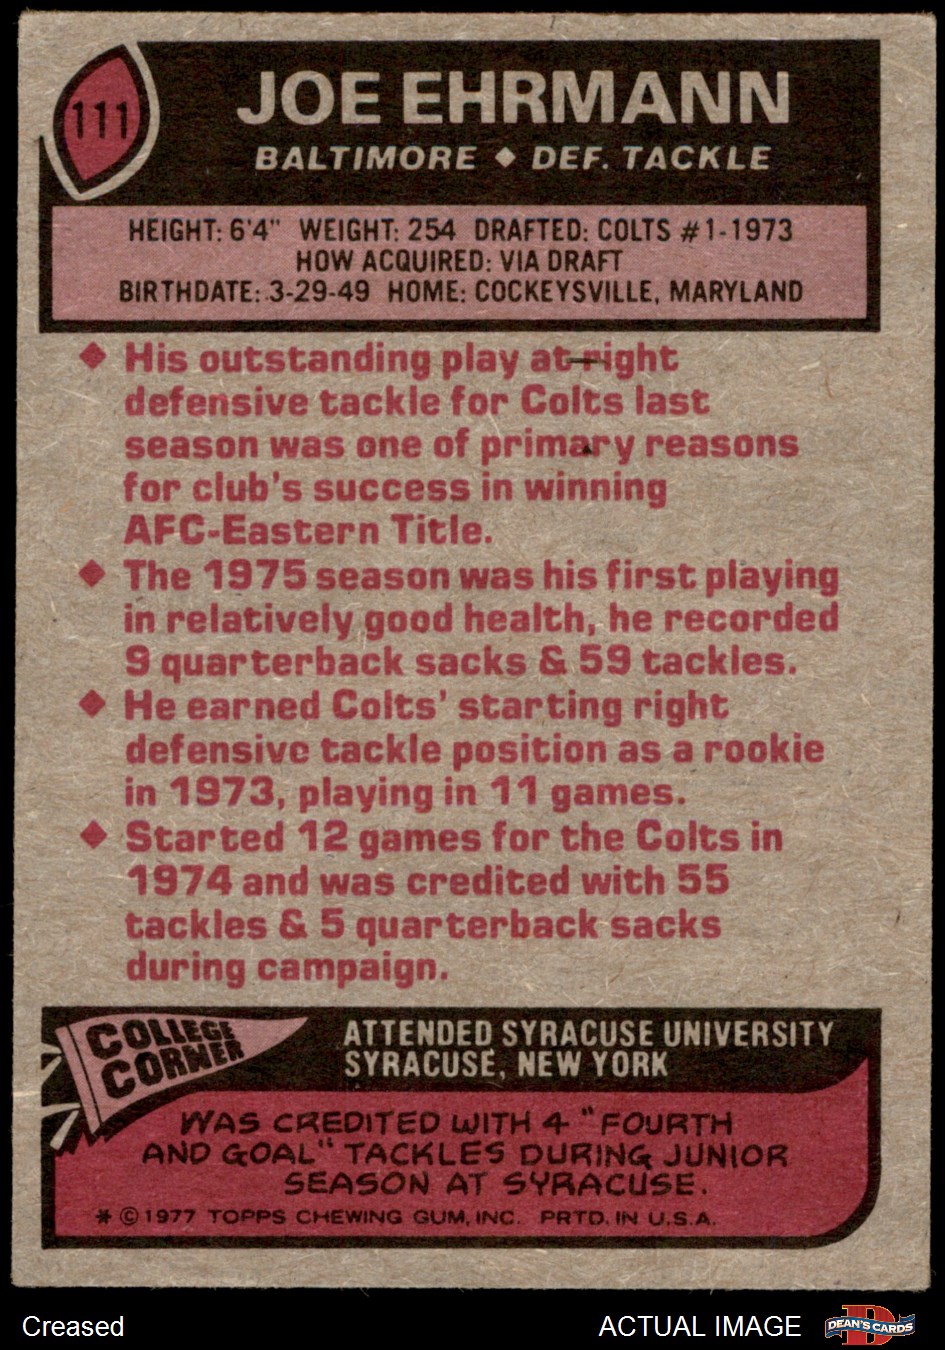 111
JOE EHRMANN
BALTIMORE ◆ DEF. TACKLE
HEIGHT: 6'4" WEIGHT: 254 DRAFTED: COLTS #1-1973
HOW ACQUIRED: VIA DRAFT
BIRTHDATE: 3-29-49 HOME: COCKEYSVILLE, MARYLAND
◆ His outstanding play at right
defensive tackle for Colts last
season was one of primary reasons
for club's success in winning
AFC-Eastern Title.
◆ The 1975 season was his first playing
in relatively good health, he recorded
9 quarterback sacks & 59 tackles.
◆ He earned Colts' starting right
defensive tackle position as a rookie
in 1973, playing in 11 games.
◆ Started 12 games for the Colts in
1974 and was credited with 55
tackles & 5 quarterback sacks
during campaign.
COLLEGE
CORNER
ATTENDED SYRACUSE UNIVERSITY
SYRACUSE, NEW YORK
WAS CREDITED WITH 4 "FOURTH
AND GOAL" TACKLES DURING JUNIOR
SEASON AT SYRACUSE.
* © 1977 TOPPS CHEWING GUM, INC. PRTD. IN U.S.A.
Creased
ACTUAL IMAGE
D
DEAN'S CARDS